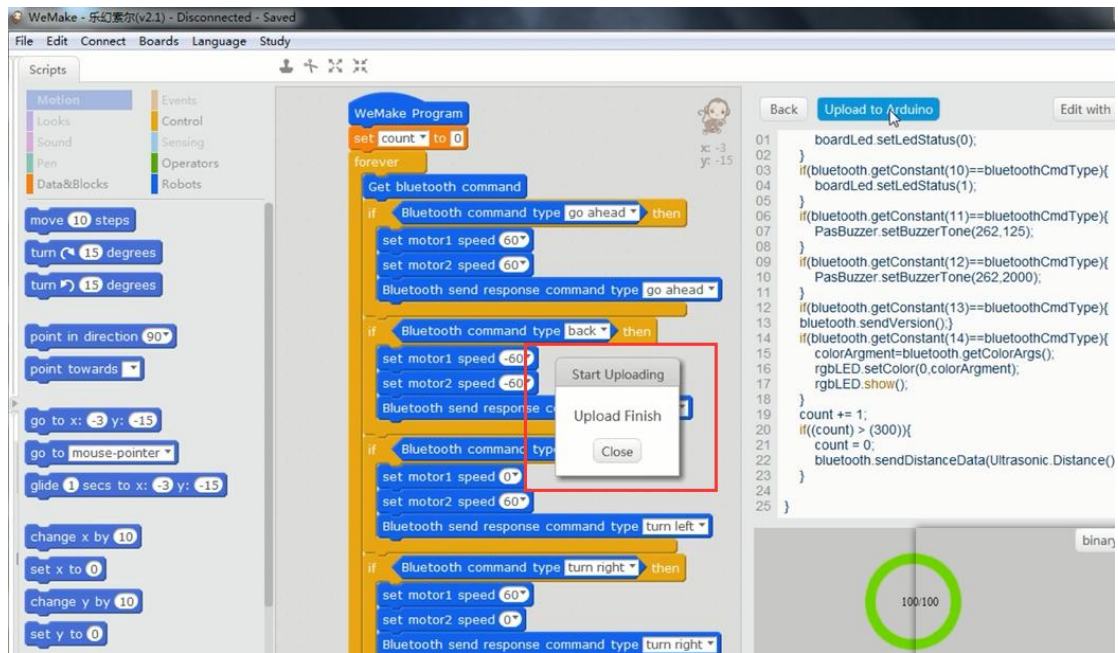 WeMake - 乐幻索尔(v2.1) - Disconnected - Saved
File Edit Connect Boards Language Study
Scripts
Motion Events
Looks Control
Sound Sensing
Pen Operators
Data&Blocks Robots
move 10 steps
turn 15 degrees
turn 15 degrees
point in direction 90
point towards
go to x: -3 y: -15
go to mouse-pointer
glide 1 secs to x: -3 y: -15
change x by 10
set x to 0
change y by 10
set y to 0
WeMake Program
set count to 0
forever
Get bluetooth command
if Bluetooth command type go ahead then
set motor1 speed 60
set motor2 speed 60
Bluetooth send response command type go ahead
if Bluetooth command type back then
set motor1 speed -60
set motor2 speed -60
Bluetooth send response
if Bluetooth command
set motor1 speed 0
set motor2 speed 60
Bluetooth send response command type turn left
if Bluetooth command type turn right then
set motor1 speed 60
set motor2 speed 0
Bluetooth send response command type turn right
x: -3
y: -15
Start Uploading
Upload Finish
Close
Back Upload to Arduino Edit with
01 boardLed.setLedStatus(0);
02 }
03 if(bluetooth.getConstant(10)==bluetoothCmdType){
04 boardLed.setLedStatus(1);
05 }
06 if(bluetooth.getConstant(11)==bluetoothCmdType){
07 PasBuzzer.setBuzzerTone(262,125);
08 }
09 if(bluetooth.getConstant(12)==bluetoothCmdType){
10 PasBuzzer.setBuzzerTone(262,2000);
11 }
12 if(bluetooth.getConstant(13)==bluetoothCmdType){
13 bluetooth.sendVersion();}
14 if(bluetooth.getConstant(14)==bluetoothCmdType){
15 colorArgment=bluetooth.getColorArgs();
16 rgbLED.setColor(0,colorArgment);
17 rgbLED.show();
18 }
19 count += 1;
20 if((count) > (300)){
21 count = 0;
22 bluetooth.sendDistanceData(Ultrasonic.Distance()
23 }
24
25 }
binary
100/100